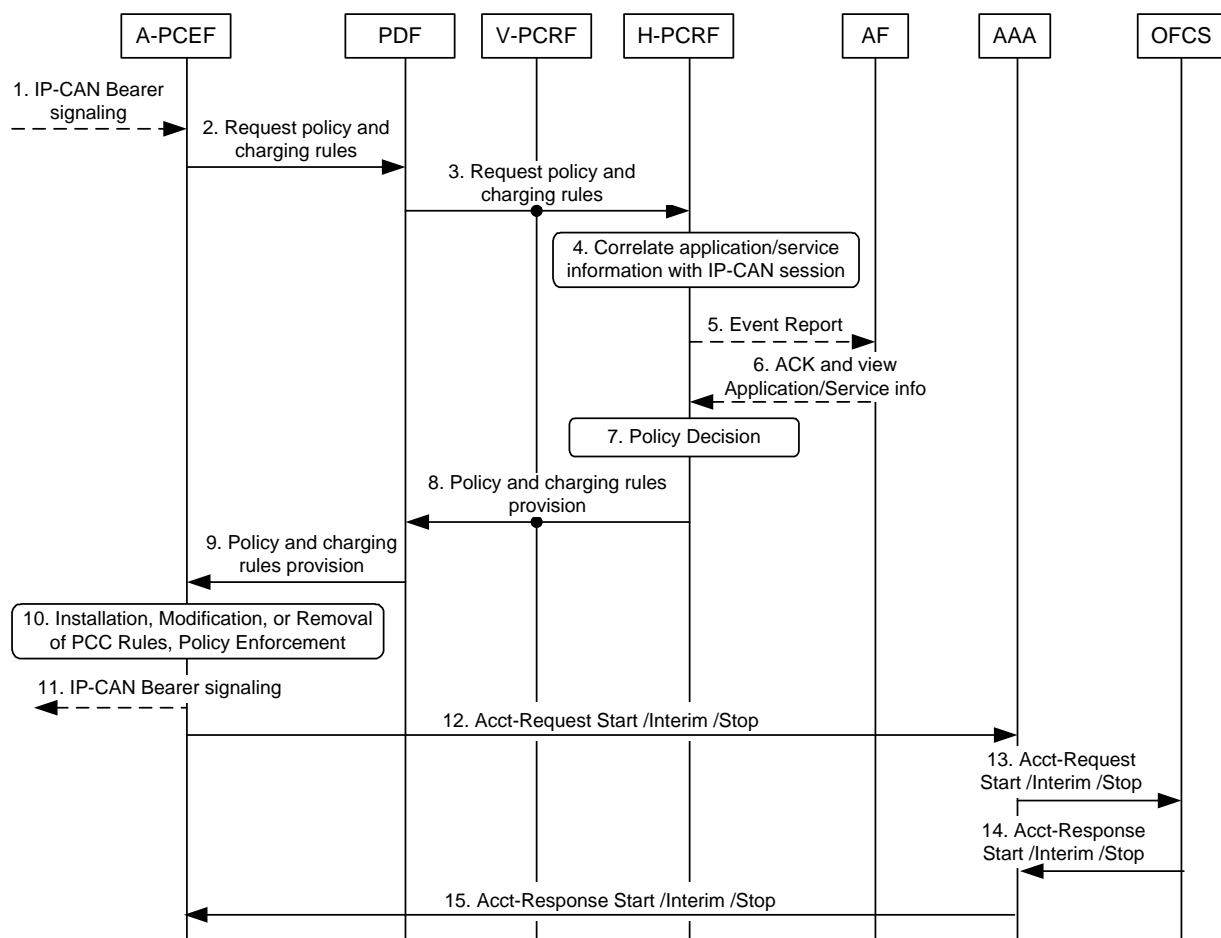 A-PCEF
PDF
V-PCRF
H-PCRF
AF
AAA
OFCS
1. IP-CAN Bearer
signaling
2. Request policy and
charging rules
3. Request policy and
charging rules
4. Correlate application/service
information with IP-CAN session
5. Event Report
6. ACK and view
Application/Service info
7. Policy Decision
8. Policy and charging rules
provision
9. Policy and charging
rules provision
10. Installation, Modification, or Removal
of PCC Rules, Policy Enforcement
11. IP-CAN Bearer signaling
12. Acct-Request Start /Interim /Stop
13. Acct-Request
Start /Interim /Stop
14. Acct-Response
Start /Interim /Stop
15. Acct-Response Start /Interim /Stop